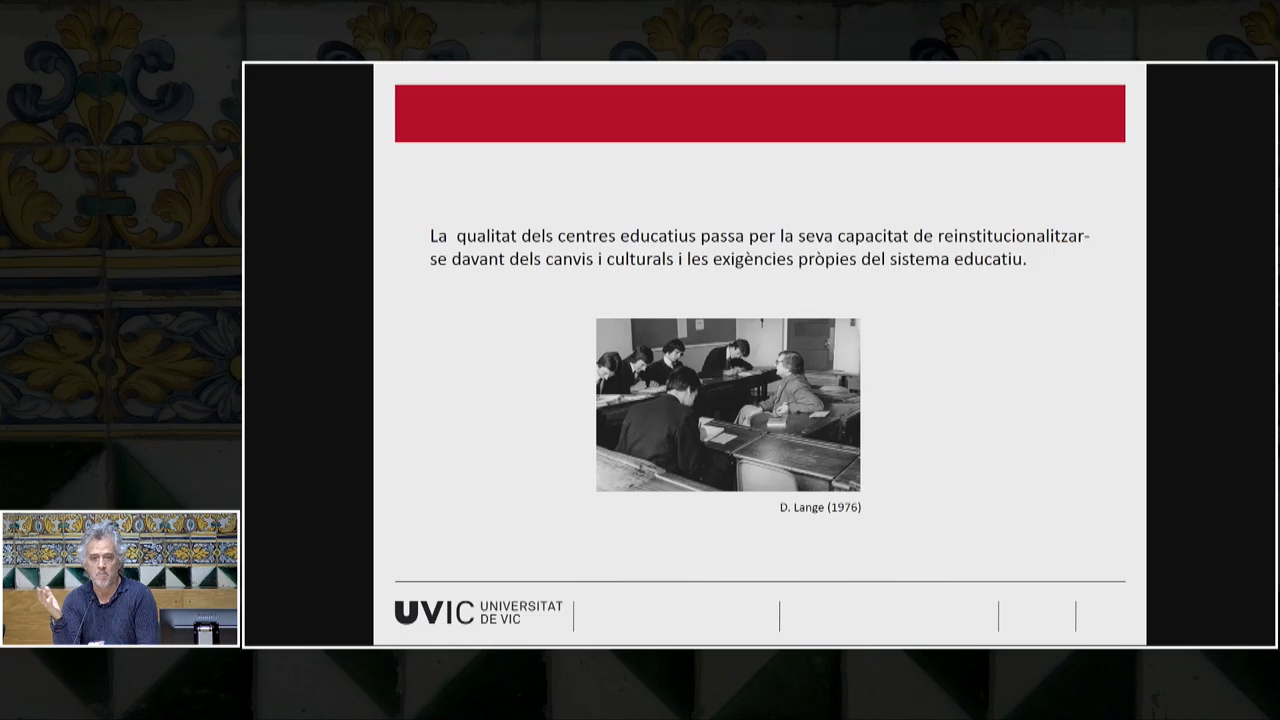 La  qualitat dels centres educatius passa per la seva capacitat de reinstitucionalitzar-
se davant dels canvis i culturals i les exigències pròpies del sistema educatiu.
D. Lange (1976)
UVIC UNIVERSITAT
DE VIC